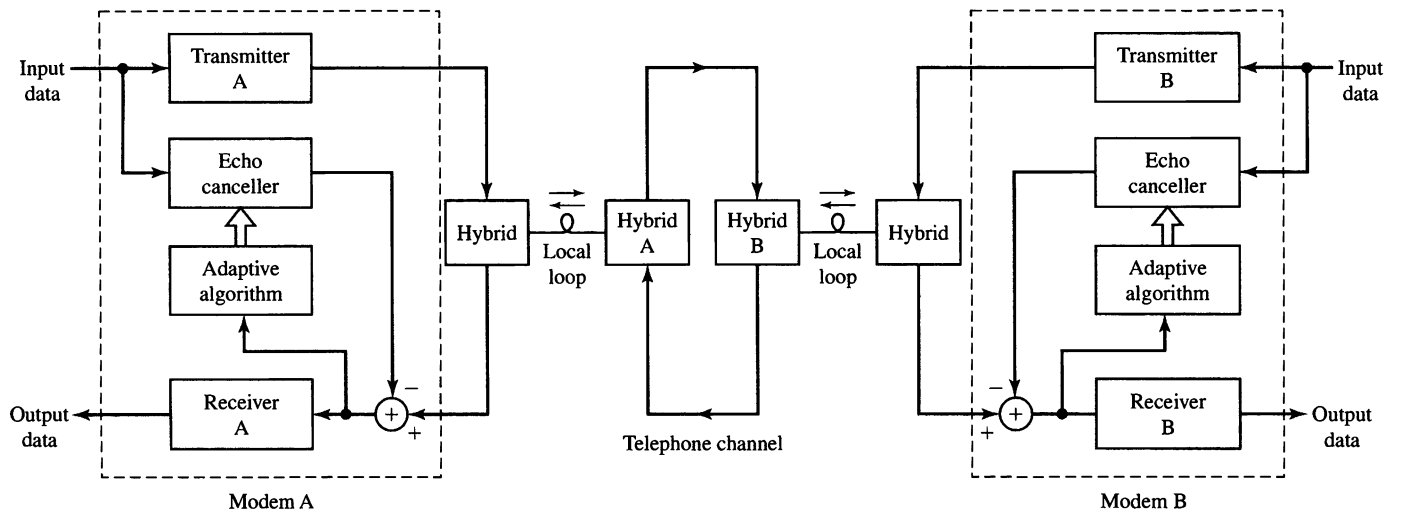 Input
data
Transmitter
A
Echo
canceller
Adaptive
algorithm
Receiver
A
Output
data
−
+
+
Modem A
Hybrid
Local
loop
Hybrid
A
Hybrid
B
Local
loop
Hybrid
Telephone channel
Transmitter
B
Input
data
Echo
canceller
Adaptive
algorithm
−
+
+
Receiver
B
Output
data
Modem B